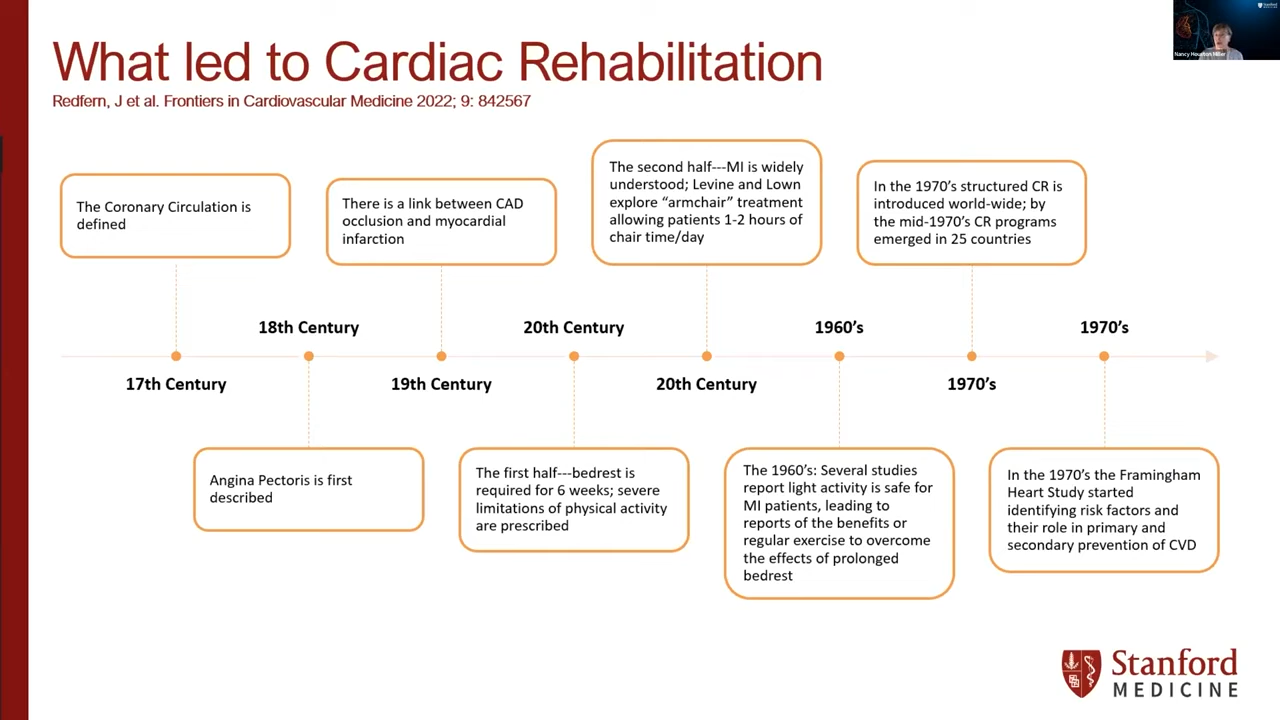 What led to Cardiac Rehabilitation
Redfern, J et al. Frontiers in Cardiovascular Medicine 2022; 9: 842567
Stanford
MEDICINE
Nancy Houston Miller
The Coronary Circulation is
defined
There is a link between CAD
occlusion and myocardial
infarction
The second half---MI is widely
understood; Levine and Lown
explore “armchair” treatment
allowing patients 1-2 hours of
chair time/day
In the 1970’s structured CR is
introduced world-wide; by
the mid-1970’s CR programs
emerged in 25 countries
18th Century
20th Century
1960’s
1970’s
17th Century
19th Century
20th Century
1970’s
Angina Pectoris is first
described
The first half---bedrest is
required for 6 weeks; severe
limitations of physical activity
are prescribed
The 1960’s: Several studies
report light activity is safe for
MI patients, leading to
reports of the benefits or
regular exercise to overcome
the effects of prolonged
bedrest
In the 1970’s the Framingham
Heart Study started
identifying risk factors and
their role in primary and
secondary prevention of CVD
Stanford
MEDICINE